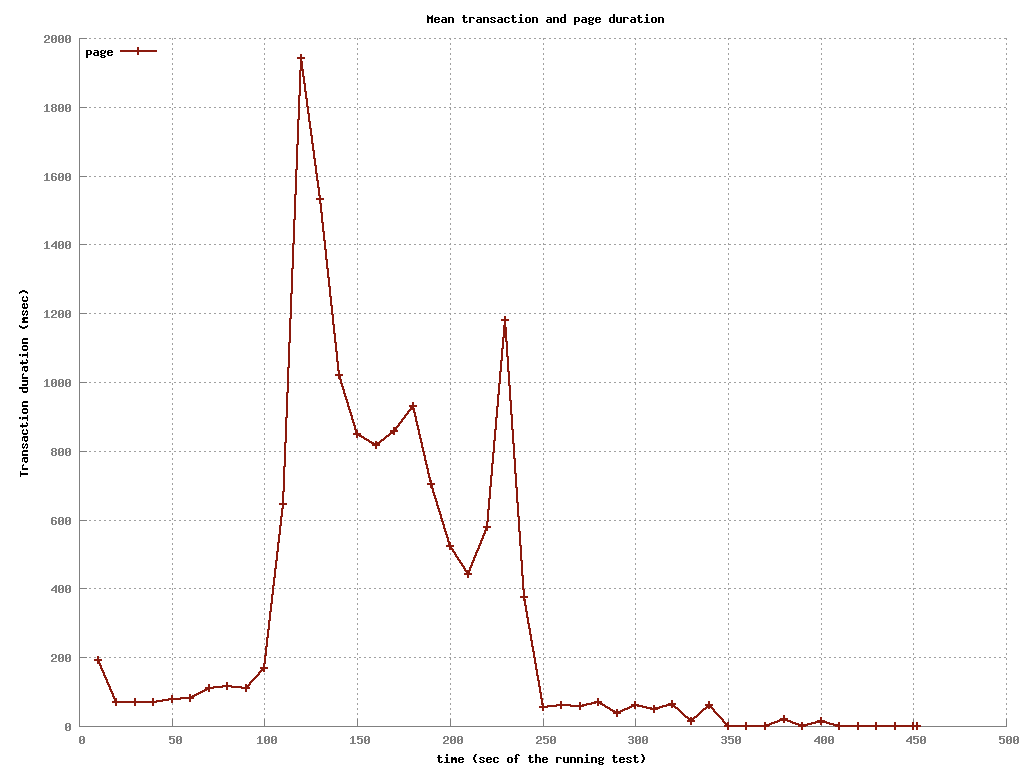 Mean transaction and page duration
page
2000
1800
1600
1400
1200
1000
800
600
400
200
0
Transaction duration (msec)
0 50 100 150 200 250 300 350 400 450 500
time (sec of the running test)